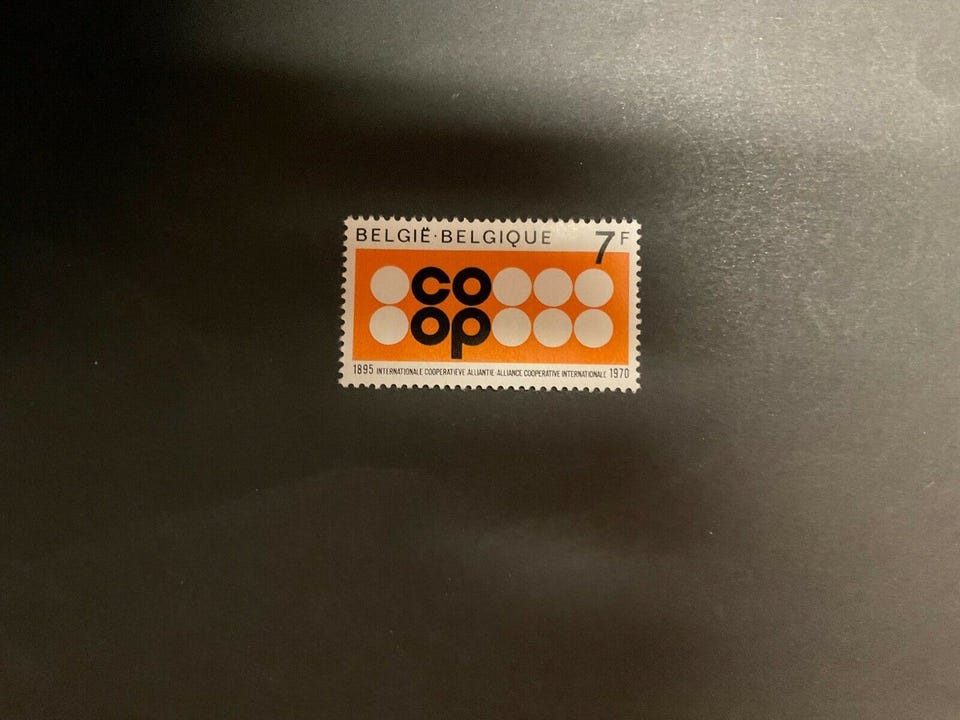 BELGIË·BELGIQUE 7F
co
op
1895 INTERNATIONALE COOPERATIEVE ALLIANTIE-ALLIANCE COOPERATIVE INTERNATIONALE 1970